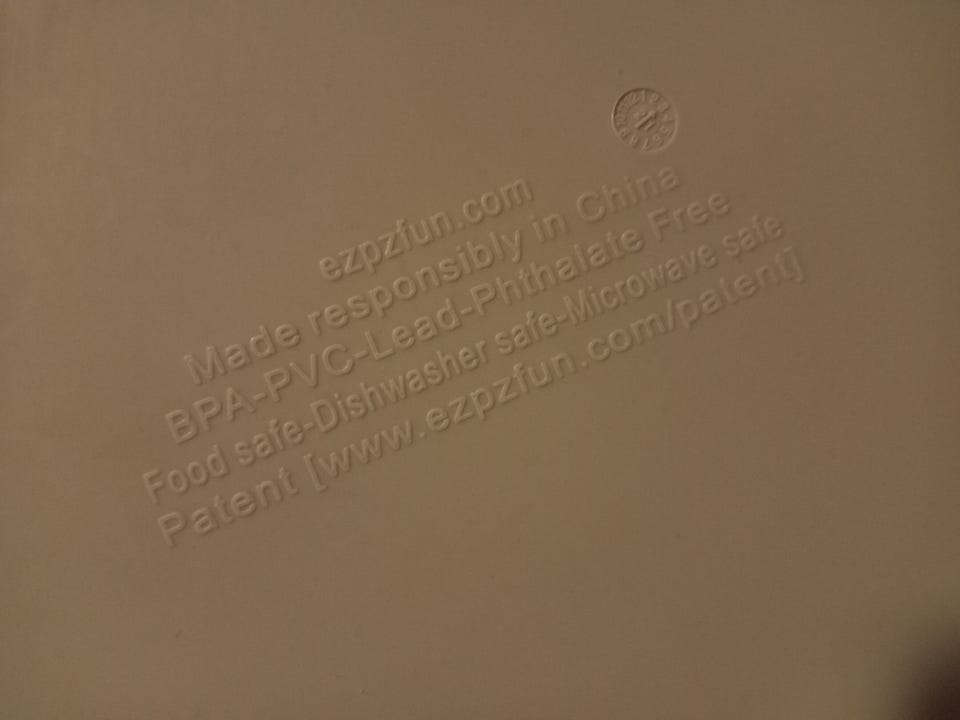 ezpzfun.com
Made responsibly in China
BPA-PVC-Lead-Phthalate Free
Food safe-Dishwasher safe-Microwave safe
Patent [www.ezpzfun.com/patent]